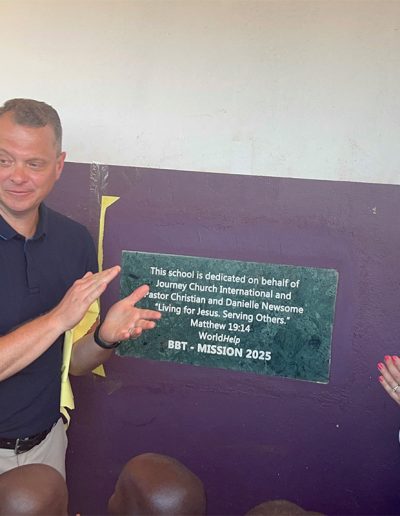 This school is dedicated on behalf of
Journey Church International and
Pastor Christian and Danielle Newsome
"Living for Jesus. Serving Others."
Matthew 19:14
WorldHelp
BBT - MISSION 2025